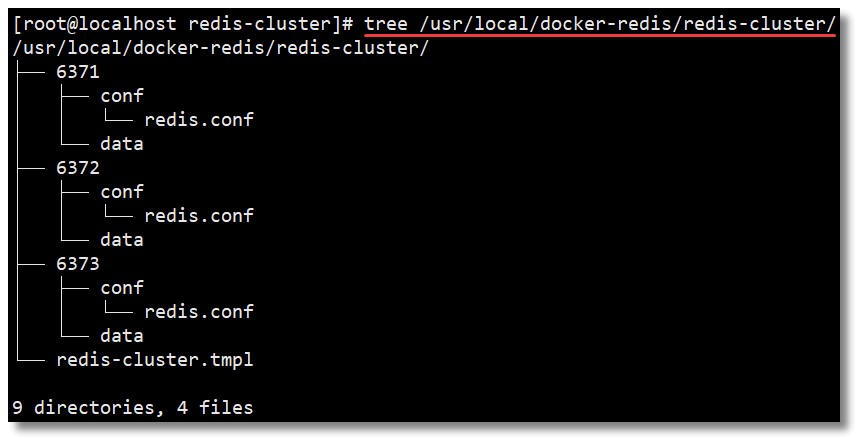 [root@localhost redis-cluster]# tree /usr/local/docker-redis/redis-cluster/
/usr/local/docker-redis/redis-cluster/
├── 6371
│   ├── conf
│   │   └── redis.conf
│   └── data
├── 6372
│   ├── conf
│   │   └── redis.conf
│   └── data
├── 6373
│   ├── conf
│   │   └── redis.conf
│   └── data
└── redis-cluster.tmpl
9 directories, 4 files